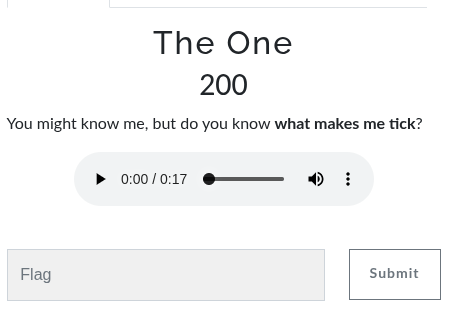 The One
200
You might know me, but do you know what makes me tick?
0:00 / 0:17
Flag
Submit